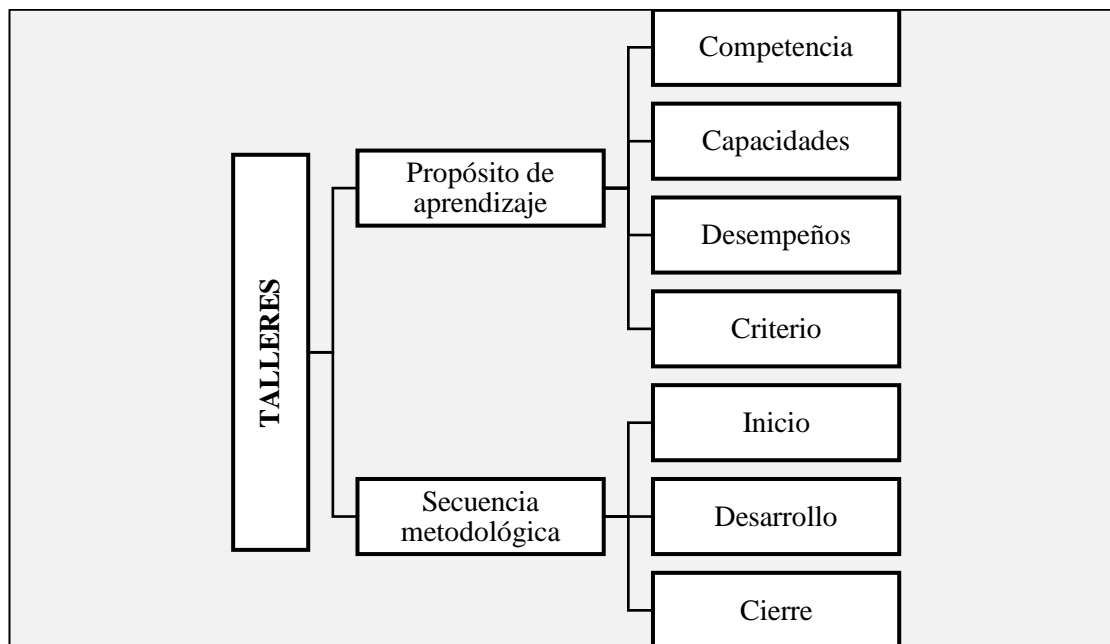 TALLERES
Propósito de
aprendizaje
Competencia
Capacidades
Desempeños
Criterio
Secuencia
metodológica
Inicio
Desarrollo
Cierre